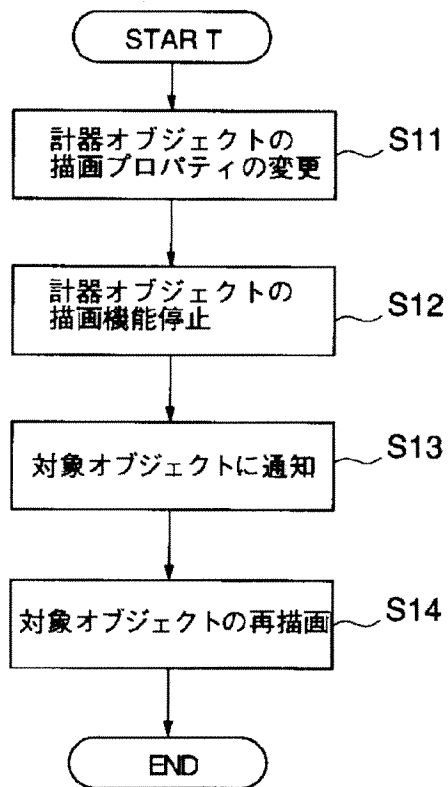 START
計器オブジェクトの
描画プロパティの変更
S11
計器オブジェクトの
描画機能停止
S12
対象オブジェクトに通知
S13
対象オブジェクトの再描画
S14
END